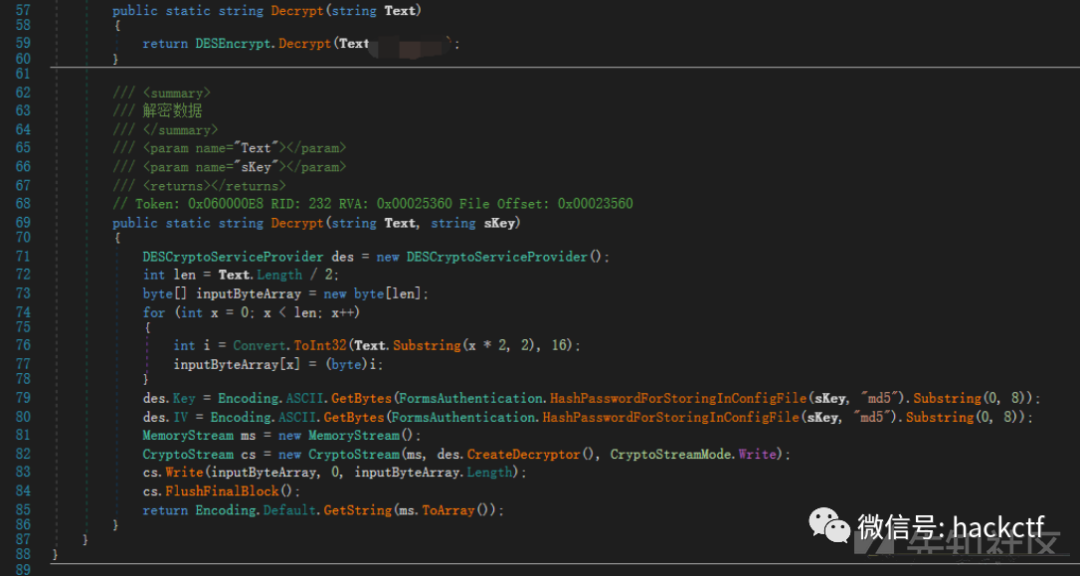 57 public static string Decrypt(string Text)
58 {
59 return DESEncrypt.Decrypt(Text ;
60 }
61
62 /// <summary>
63 /// 解密数据
64 /// </summary>
65 /// <param name="Text"></param>
66 /// <param name="sKey"></param>
67 /// <returns></returns>
68 // Token: 0x060000E8 RID: 232 RVA: 0x00025360 File Offset: 0x00023560
69 public static string Decrypt(string Text, string sKey)
70 {
71 DESCryptoServiceProvider des = new DESCryptoServiceProvider();
72 int len = Text.Length / 2;
73 byte[] inputByteArray = new byte[len];
74 for (int x = 0; x < len; x++)
75 {
76 int i = Convert.ToInt32(Text.Substring(x * 2, 2), 16);
77 inputByteArray[x] = (byte)i;
78 }
79 des.Key = Encoding.ASCII.GetBytes(FormsAuthentication.HashPasswordForStoringInConfigFile(sKey, "md5").Substring(0, 8));
80 des.IV = Encoding.ASCII.GetBytes(FormsAuthentication.HashPasswordForStoringInConfigFile(sKey, "md5").Substring(0, 8));
81 MemoryStream ms = new MemoryStream();
82 CryptoStream cs = new CryptoStream(ms, des.CreateDecryptor(), CryptoStreamMode.Write);
83 cs.Write(inputByteArray, 0, inputByteArray.Length);
84 cs.FlushFinalBlock();
85 return Encoding.Default.GetString(ms.ToArray());
86 }
87 }
88 }
89
微信号: hackctf
先知社区